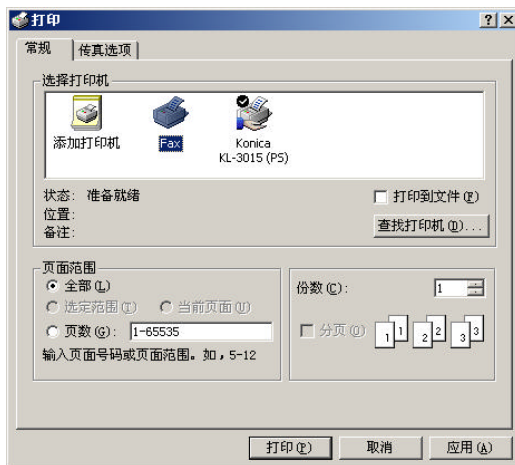 打印
常规 传真选项
选择打印机
添加打印机 Fax Konica
KL-3015 (PS)
状态: 准备就绪 打印到文件(F)
位置:
备注: 查找打印机(D)...
页面范围
全部(L) 份数(C): 1
选定范围(T) 当前页面(U)
页数(G): 1-65535 分页(O) 1 1 2 2 3 3
输入页面号码或页面范围。如，5-12
打印(P) 取消 应用(A)